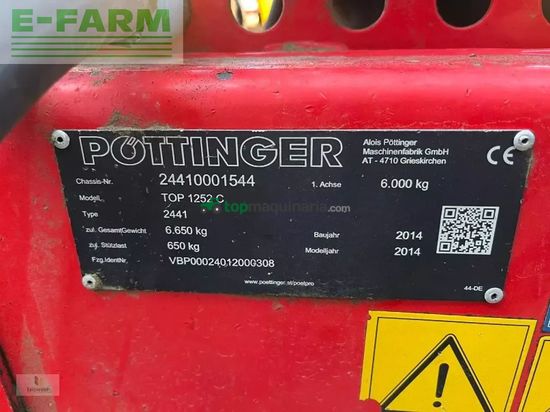 E-FARM
PÖTTINGER
Alois Pöttinger
Maschinenfabrik GmbH
AT - 4710 Grieskirchen
CE
Chassis-Nr. 24410001544 1. Achse 6.000 kg
Modell TOP 1252 C
Type 2441
zul. GesamtGewicht 6.650 kg Baujahr 2014
zul. Stützlast 650 kg Modelljahr 2014
Fzg.IdentNr. VBP00024012000308
www.poettinger.at/poetpro
44-DE
topmaquinaria.com